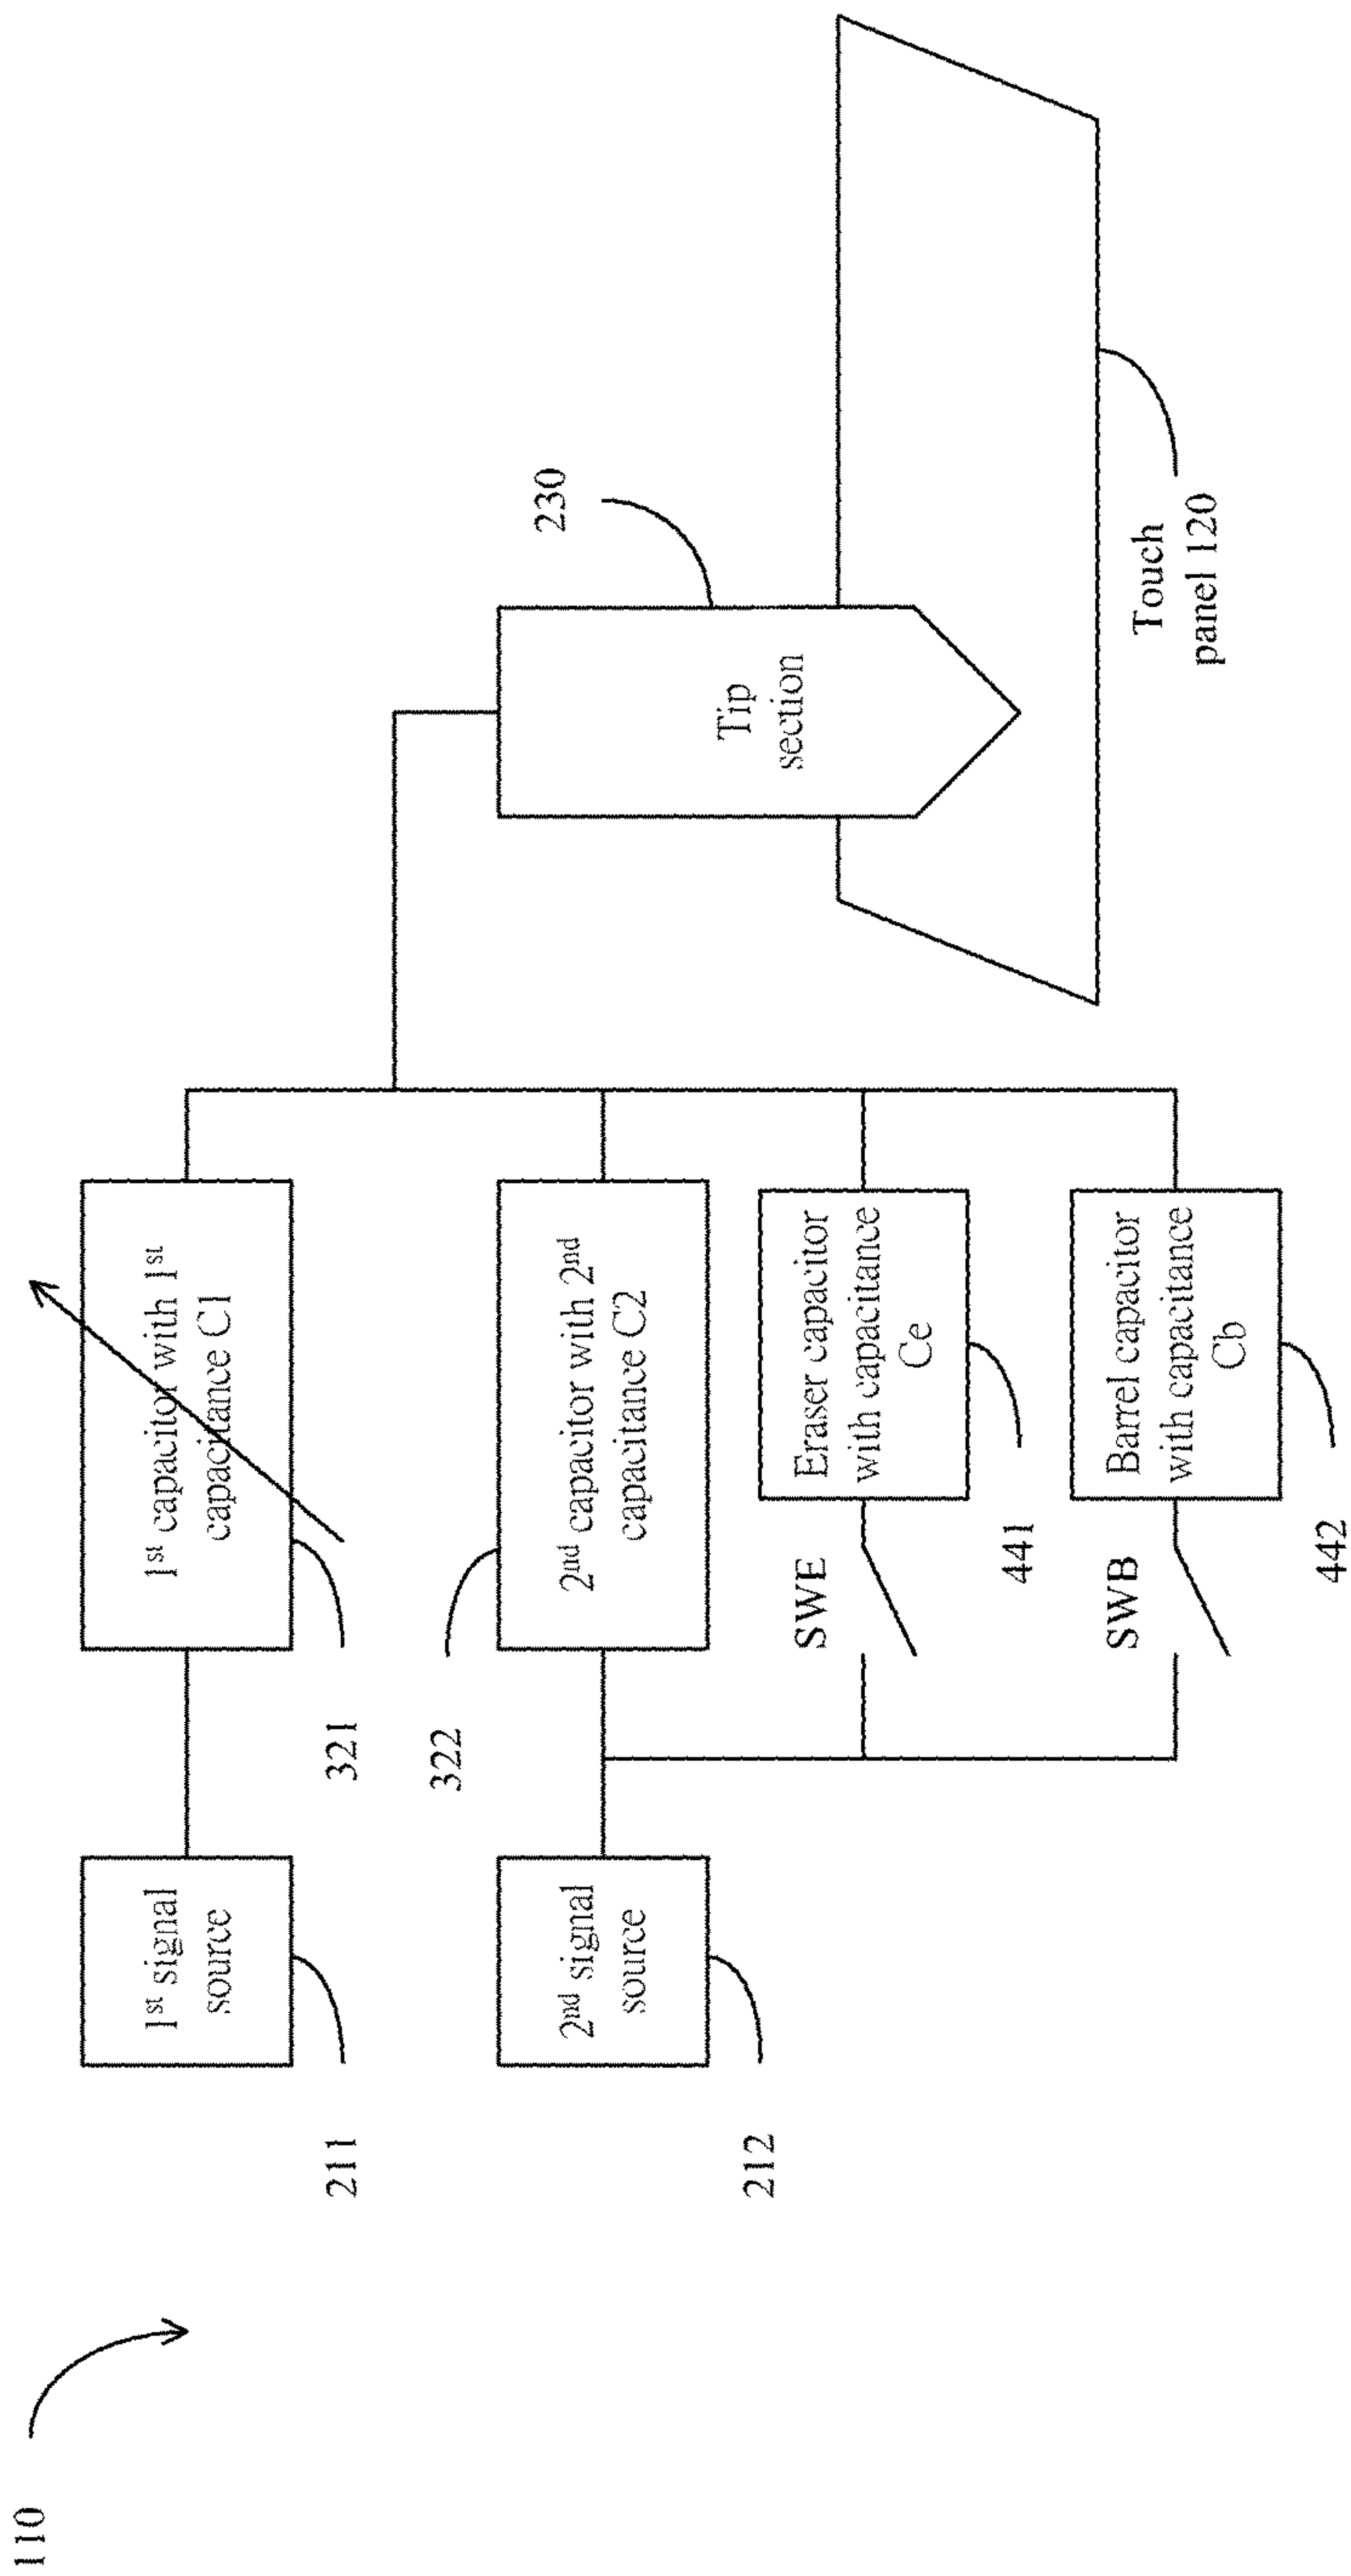 110
1st signal
source
211
1st capacitor with 1st
capacitance C1
321
2nd signal
source
212
2nd capacitor with 2nd
capacitance C2
322
SWE
Eraser capacitor
with capacitance
Ce
441
SWB
Barrel capacitor
with capacitance
Cb
442
Tip
section
230
Touch
panel 120